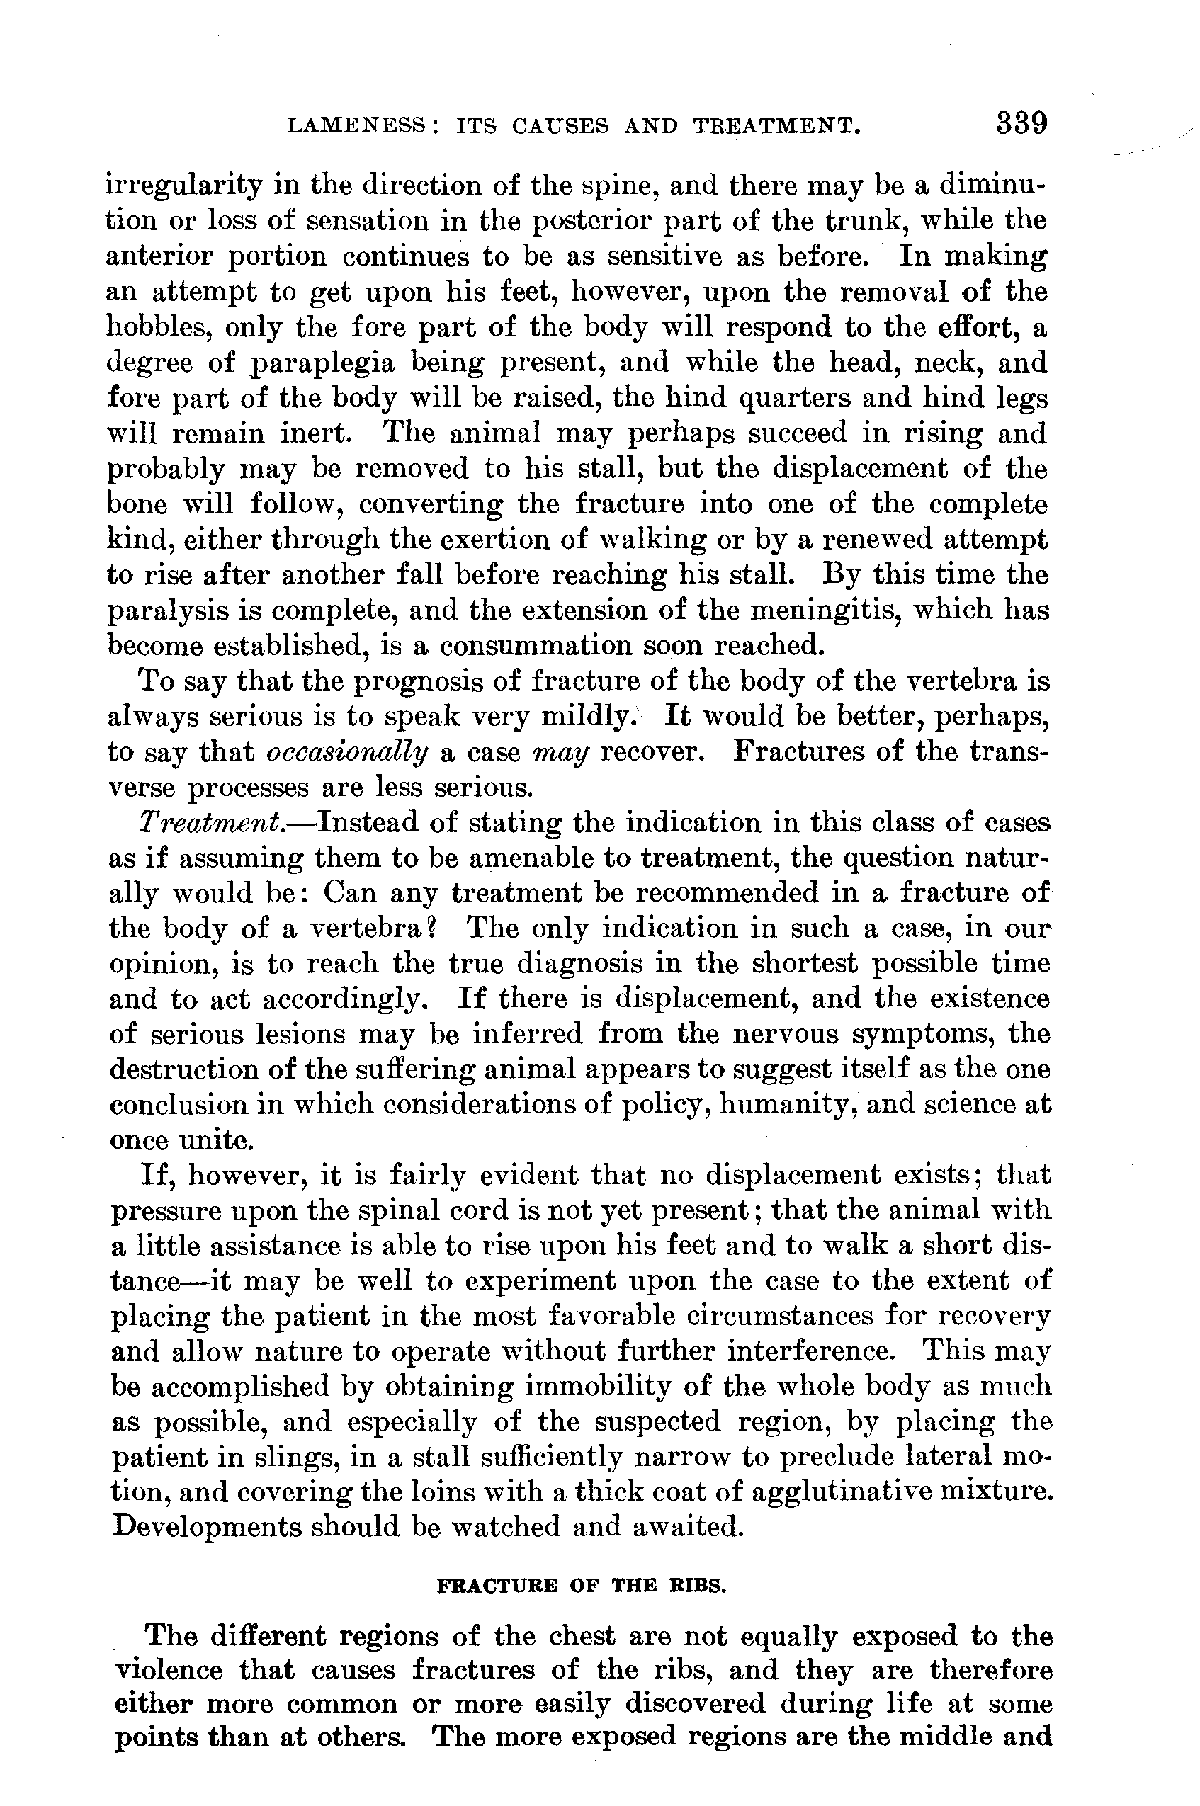 LAMENESS: ITS CAUSES AND TREATMENT. 339
irregularity in the direction of the spine, and there may be a diminu-
tion or loss of sensation in the posterior part of the trunk, while the
anterior portion continues to be as sensitive as before. In making
an attempt to get upon his feet, however, upon the removal of the
hobbles, only the fore part of the body will respond to the effort, a
degree of paraplegia being present, and while the head, neck, and
fore part of the body will be raised, the hind quarters and hind legs
will remain inert. The animal may perhaps succeed in rising and
probably may be removed to his stall, but the displacement of the
bone will follow, converting the fracture into one of the complete
kind, either through the exertion of walking or by a renewed attempt
to rise after another fall before reaching his stall. By this time the
paralysis is complete, and the extension of the meningitis, which has
become established, is a consummation soon reached.
To say that the prognosis of fracture of the body of the vertebra is
always serious is to speak very mildly. It would be better, perhaps,
to say that occasionally a case may recover. Fractures of the trans-
verse processes are less serious.
Treatment.—Instead of stating the indication in this class of cases
as if assuming them to be amenable to treatment, the question natur-
ally would be: Can any treatment be recommended in a fracture of
the body of a vertebra? The only indication in such a case, in our
opinion, is to reach the true diagnosis in the shortest possible time
and to act accordingly. If there is displacement, and the existence
of serious lesions may be inferred from the nervous symptoms, the
destruction of the suffering animal appears to suggest itself as the one
conclusion in which considerations of policy, humanity, and science at
once unite.
If, however, it is fairly evident that no displacement exists; that
pressure upon the spinal cord is not yet present; that the animal with
a little assistance is able to rise upon his feet and to walk a short dis-
tance—it may be well to experiment upon the case to the extent of
placing the patient in the most favorable circumstances for recovery
and allow nature to operate without further interference. This may
be accomplished by obtaining immobility of the whole body as much
as possible, and especially of the suspected region, by placing the
patient in slings, in a stall sufficiently narrow to preclude lateral mo-
tion, and covering the loins with a thick coat of agglutinative mixture.
Developments should be watched and awaited.
FRACTURE OF THE RIBS.
The different regions of the chest are not equally exposed to the
violence that causes fractures of the ribs, and they are therefore
either more common or more easily discovered during life at some
points than at others. The more exposed regions are the middle and